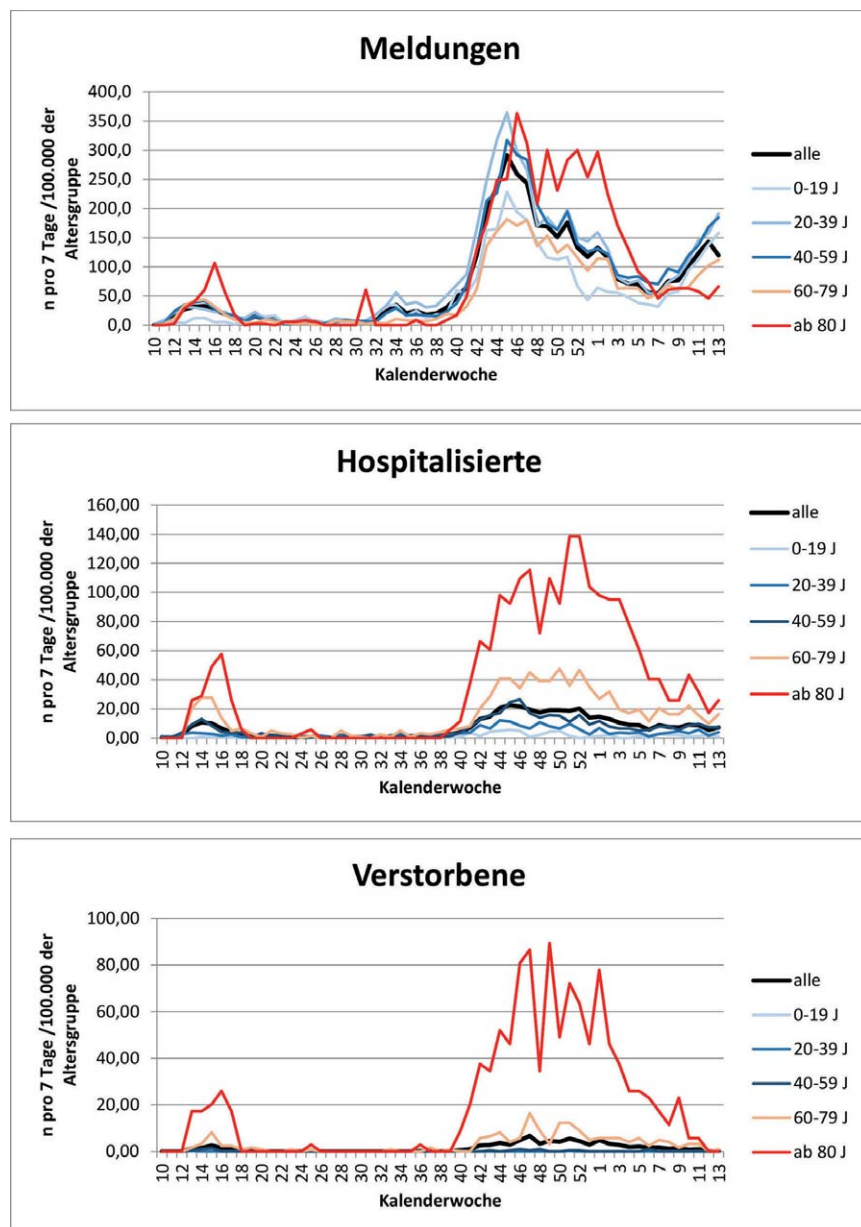 Meldungen
n pro 7 Tage /100.000 der
Altersgruppe
400,0
350,0
300,0
250,0
200,0
150,0
100,0
50,0
0,0
10 12 14 16 18 20 22 24 26 28 30 32 34 36 38 40 42 44 46 48 50 52 1 3 5 7 9 11 13
Kalenderwoche
alle
0-19 J
20-39 J
40-59 J
60-79 J
ab 80 J
Hospitalisierte
n pro 7 Tage /100.000 der
Altersgruppe
160,00
140,00
120,00
100,00
80,00
60,00
40,00
20,00
0,00
10 12 14 16 18 20 22 24 26 28 30 32 34 36 38 40 42 44 46 48 50 52 1 3 5 7 9 11 13
Kalenderwoche
alle
0-19 J
20-39 J
40-59 J
60-79 J
ab 80 J
Verstorbene
n pro 7 Tage /100.000 der
Altersgruppe
100,00
80,00
60,00
40,00
20,00
0,00
10 12 14 16 18 20 22 24 26 28 30 32 34 36 38 40 42 44 46 48 50 52 1 3 5 7 9 11 13
Kalenderwoche
alle
0-19 J
20-39 J
40-59 J
60-79 J
ab 80 J